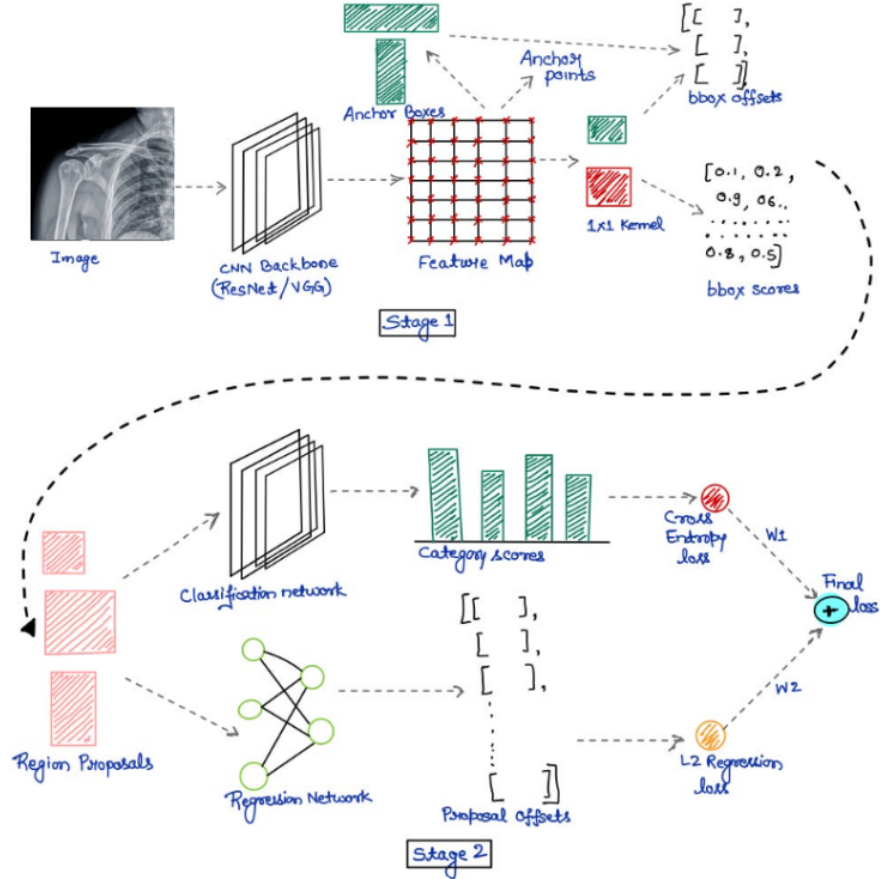 [[ ],
[ ],
[ ]]
bbox offsets
Anchor
points
Anchor Boxes
Image
CNN Backbone
(ResNet/VGG)
Feature Map
1x1 Kernel
[0.1, 0.2,
0.9, 06..
.......
.......
0.8, 0.5]
bbox scores
Stage 1
Region Proposals
Classification network
Category scores
Cross
Entropy
loss
W1
Final
loss
+
Regression Network
[[ ],
[ ],
[ ],
[ ]]
Proposal Offsets
L2 Regression
loss
W2
Stage 2